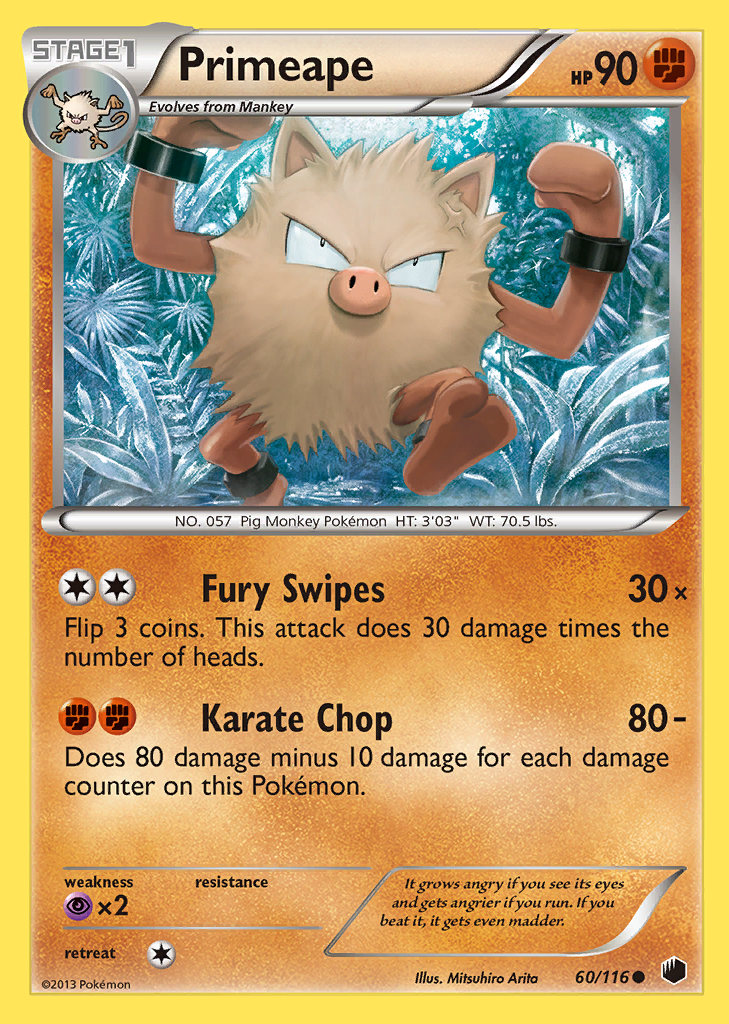 STAGE1
Primeape
HP 90
Evolves from Mankey
NO. 057 Pig Monkey Pokémon HT: 3'03" WT: 70.5 lbs.
Fury Swipes 30×
Flip 3 coins. This attack does 30 damage times the
number of heads.
Karate Chop 80-
Does 80 damage minus 10 damage for each damage
counter on this Pokémon.
weakness resistance
×2
It grows angry if you see its eyes
and gets angrier if you run. If you
beat it, it gets even madder.
retreat
©2013 Pokémon
Illus. Mitsuhiro Arita 60/116